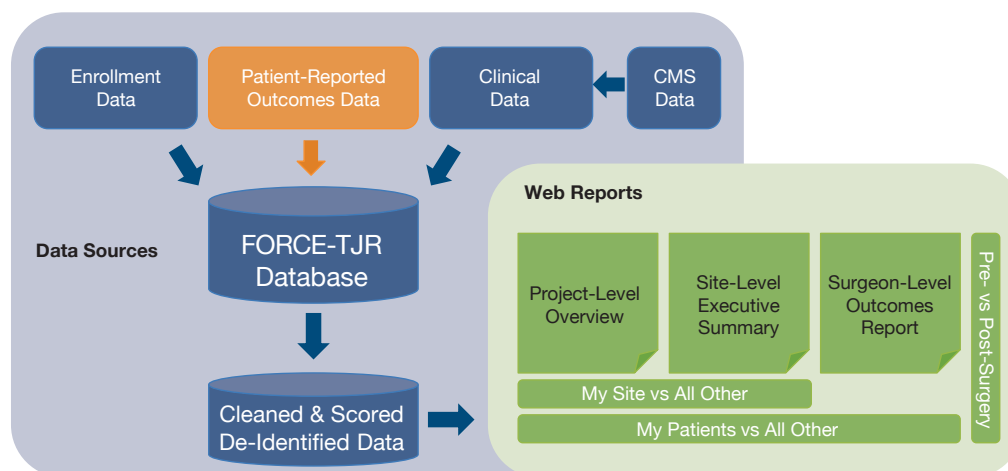 Enrollment
Data
Patient-Reported
Outcomes Data
Clinical
Data
CMS
Data
Data Sources
FORCE-TJR
Database
Cleaned & Scored
De-Identified Data
Web Reports
Project-Level
Overview
Site-Level
Executive
Summary
Surgeon-Level
Outcomes
Report
Pre- vs Post-Surgery
My Site vs All Other
My Patients vs All Other